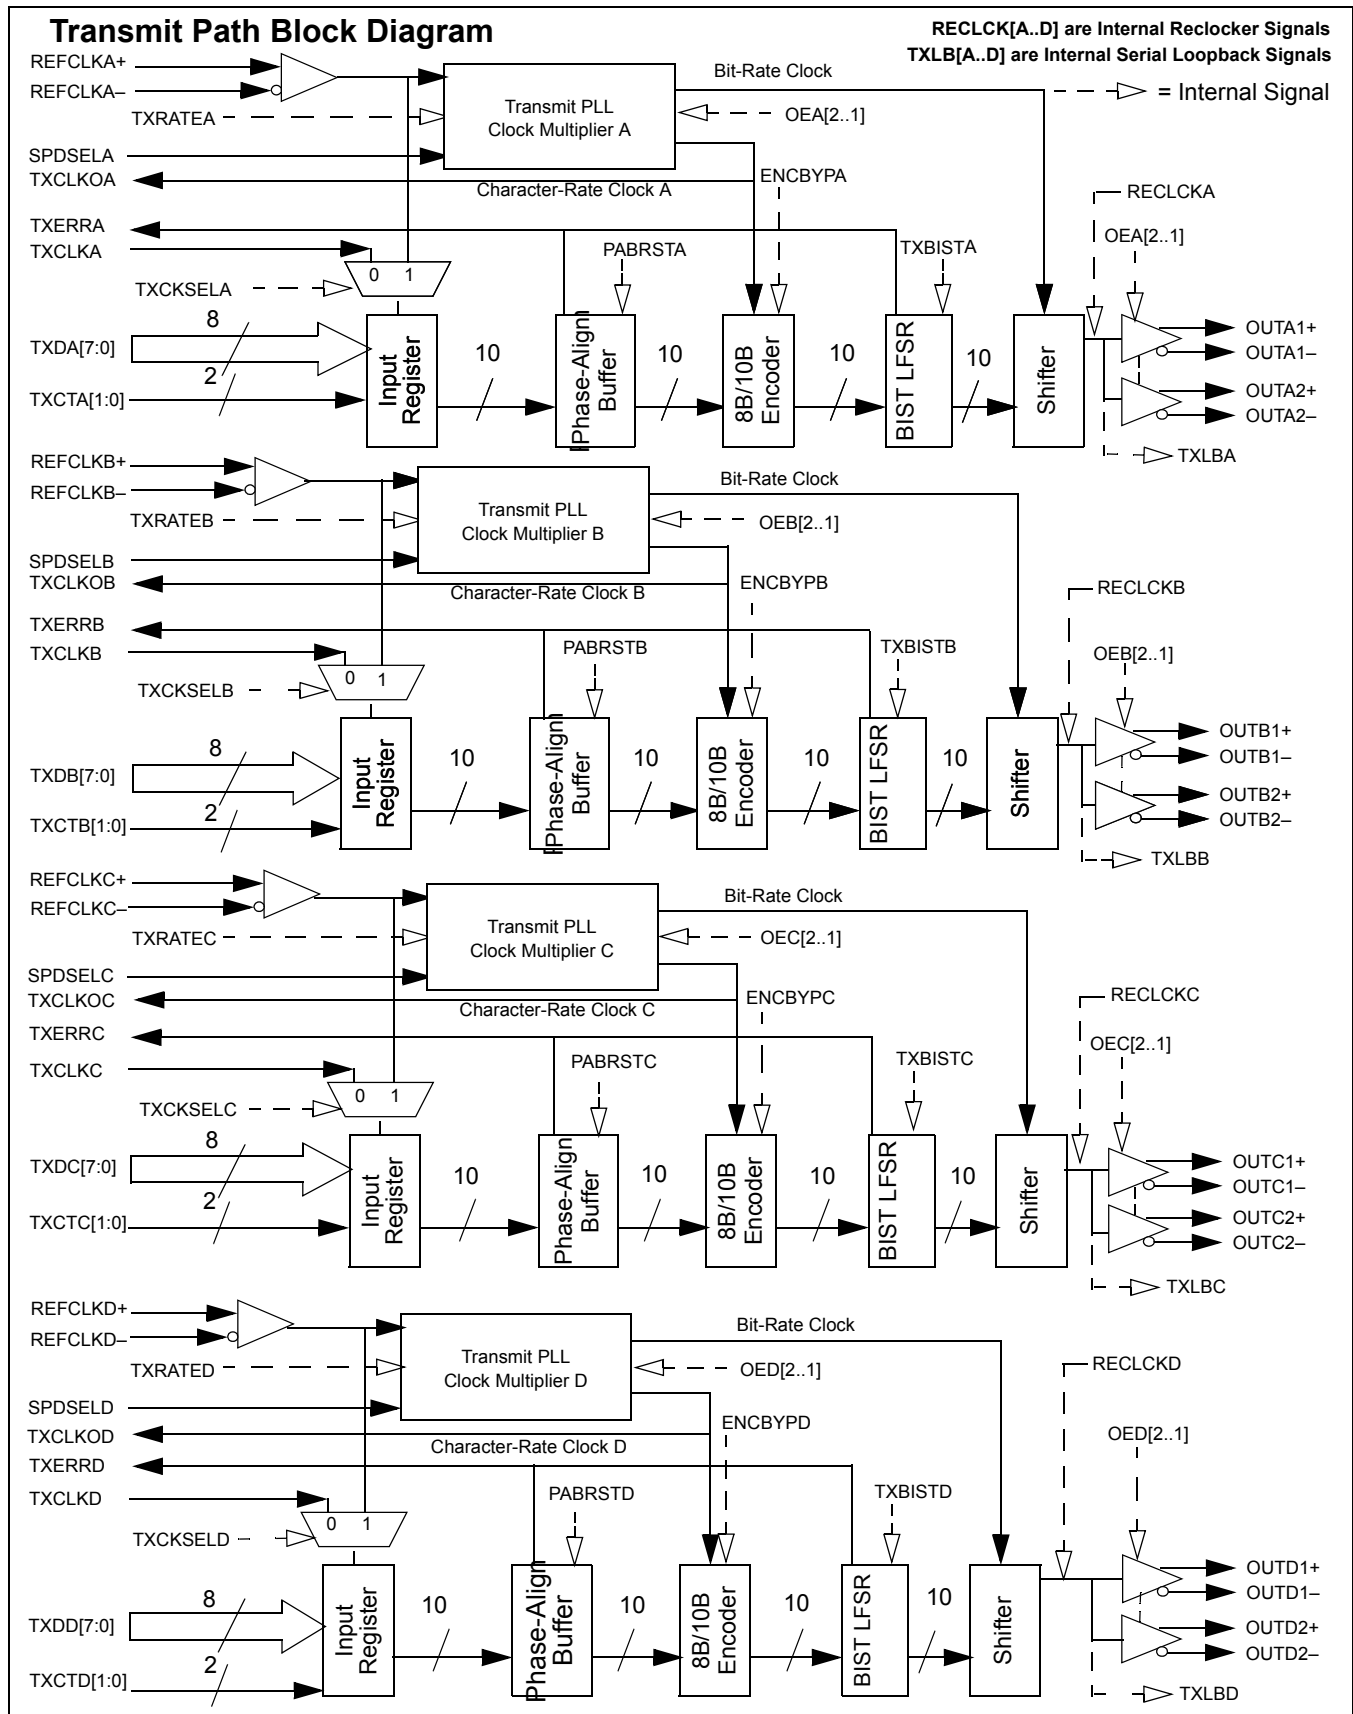 Transmit Path Block Diagram
RECLCK[A..D] are Internal Reclocker Signals
TXLB[A..D] are Internal Serial Loopback Signals
= Internal Signal
REFCLKA+
REFCLKA–
TXRATEA
SPDSELA
TXCLKOA
TXERRA
TXCLKA
TXCKSELA
TXDA[7:0]
TXCTA[1:0]
Transmit PLL
Clock Multiplier A
Bit-Rate Clock
OEA[2..1]
Character-Rate Clock A
ENCBYPA
PABRSTA
TXBISTA
RECLCKA
OEA[2..1]
0 1
8
2
Input
Register
10
Phase-Align
Buffer
10
8B/10B
Encoder
10
BIST LFSR
10
Shifter
OUTA1+
OUTA1–
OUTA2+
OUTA2–
TXLBA
REFCLKB+
REFCLKB–
TXRATEB
SPDSELB
TXCLKOB
TXERRB
TXCLKB
TXCKSELB
TXDB[7:0]
TXCTB[1:0]
Transmit PLL
Clock Multiplier B
Bit-Rate Clock
OEB[2..1]
Character-Rate Clock B
ENCBYPB
PABRSTB
TXBISTB
RECLCKB
OEB[2..1]
0 1
8
2
Input
Register
10
Phase-Align
Buffer
10
8B/10B
Encoder
10
BIST LFSR
10
Shifter
OUTB1+
OUTB1–
OUTB2+
OUTB2–
TXLBB
REFCLKC+
REFCLKC–
TXRATEC
SPDSELC
TXCLKOC
TXERRC
TXCLKC
TXCKSELC
TXDC[7:0]
TXCTC[1:0]
Transmit PLL
Clock Multiplier C
Bit-Rate Clock
OEC[2..1]
Character-Rate Clock C
ENCBYPC
PABRSTC
TXBISTC
RECLCKC
OEC[2..1]
0 1
8
2
Input
Register
10
Phase-Align
Buffer
10
8B/10B
Encoder
10
BIST LFSR
10
Shifter
OUTC1+
OUTC1–
OUTC2+
OUTC2–
TXLBC
REFCLKD+
REFCLKD–
TXRATED
SPDSELD
TXCLKOD
TXERRD
TXCLKD
TXCKSELD
TXDD[7:0]
TXCTD[1:0]
Transmit PLL
Clock Multiplier D
Bit-Rate Clock
OED[2..1]
Character-Rate Clock D
ENCBYPD
PABRSTD
TXBISTD
RECLCKD
OED[2..1]
0 1
8
2
Input
Register
10
Phase-Align
Buffer
10
8B/10B
Encoder
10
BIST LFSR
10
Shifter
OUTD1+
OUTD1–
OUTD2+
OUTD2–
TXLBD